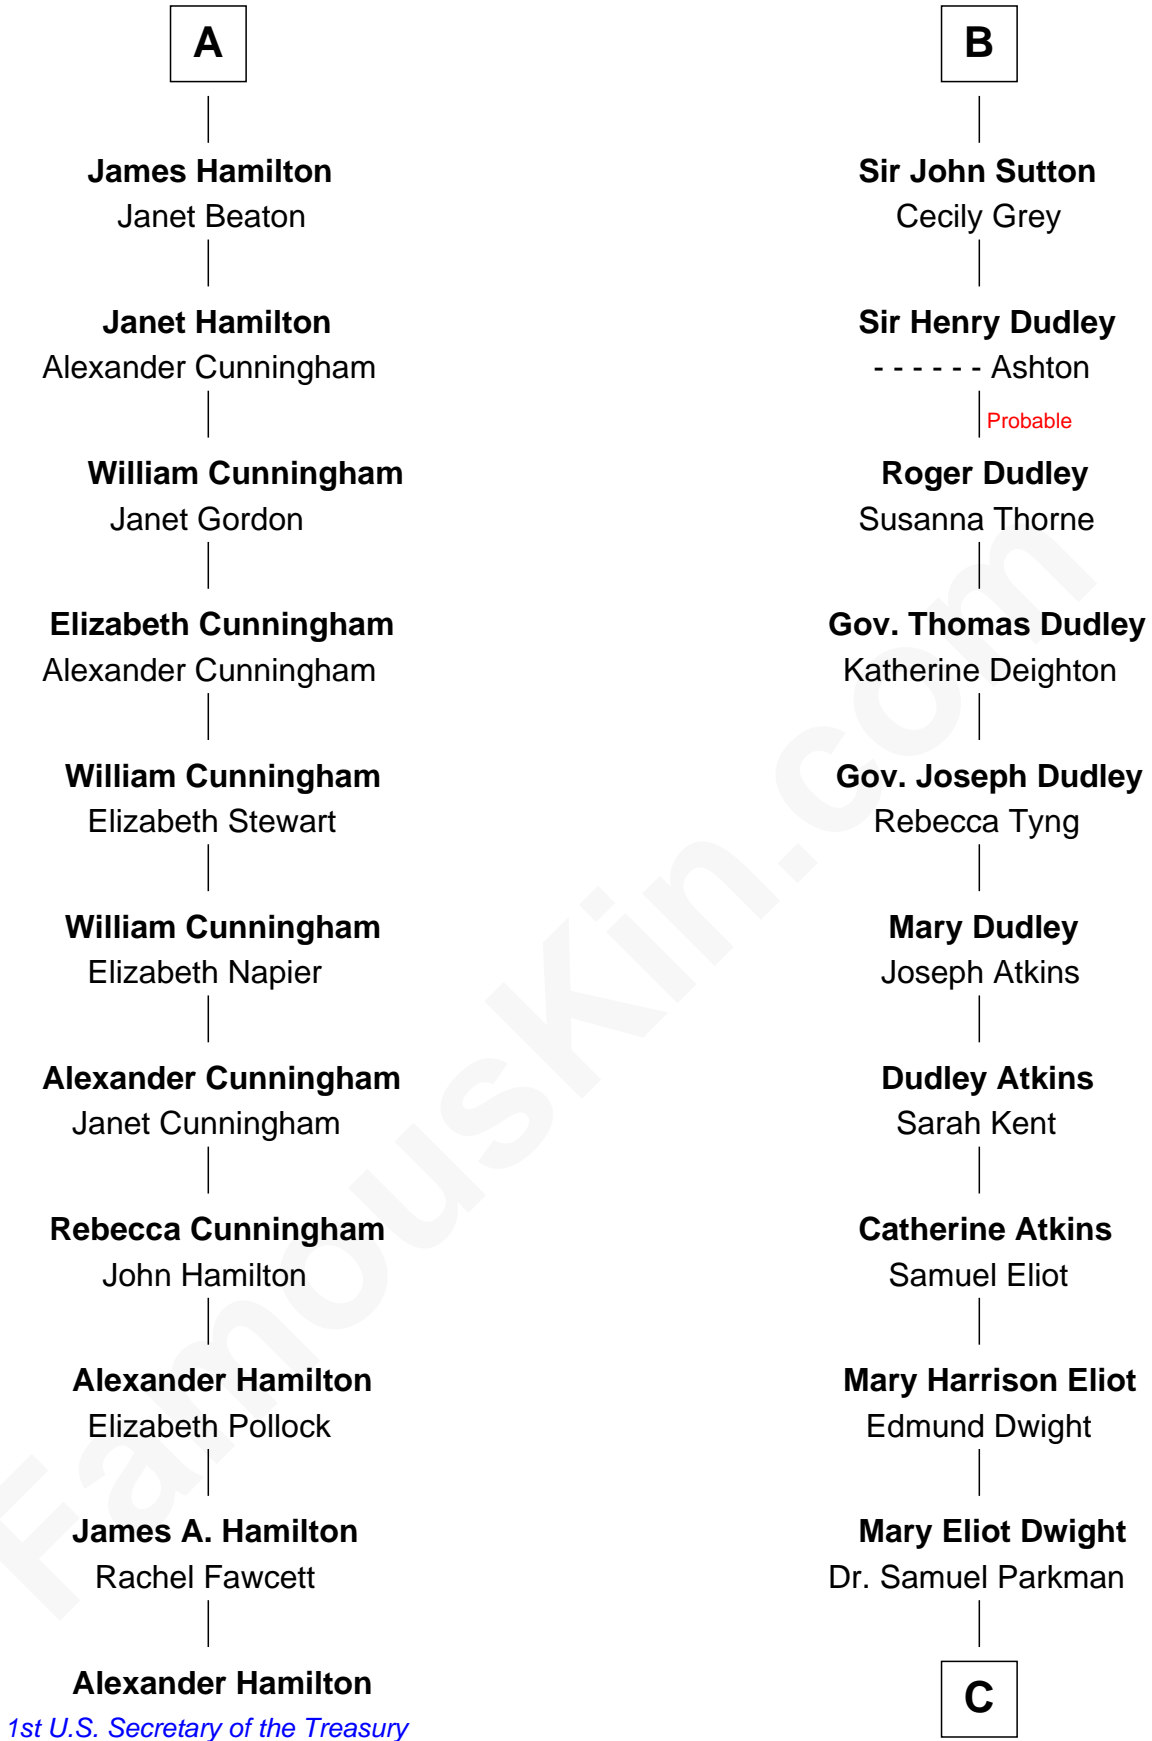 A
James Hamilton
Janet Beaton
Janet Hamilton
Alexander Cunningham
William Cunningham
Janet Gordon
Elizabeth Cunningham
Alexander Cunningham
William Cunningham
Elizabeth Stewart
William Cunningham
Elizabeth Napier
Alexander Cunningham
Janet Cunningham
Rebecca Cunningham
John Hamilton
Alexander Hamilton
Elizabeth Pollock
James A. Hamilton
Rachel Fawcett
Alexander Hamilton
1st U.S. Secretary of the Treasury
B
Sir John Sutton
Cecily Grey
Sir Henry Dudley
- - - - - - Ashton
Probable
Roger Dudley
Susanna Thorne
Gov. Thomas Dudley
Katherine Deighton
Gov. Joseph Dudley
Rebecca Tyng
Mary Dudley
Joseph Atkins
Dudley Atkins
Sarah Kent
Catherine Atkins
Samuel Eliot
Mary Harrison Eliot
Edmund Dwight
Mary Eliot Dwight
Dr. Samuel Parkman
C
FamousKin.com